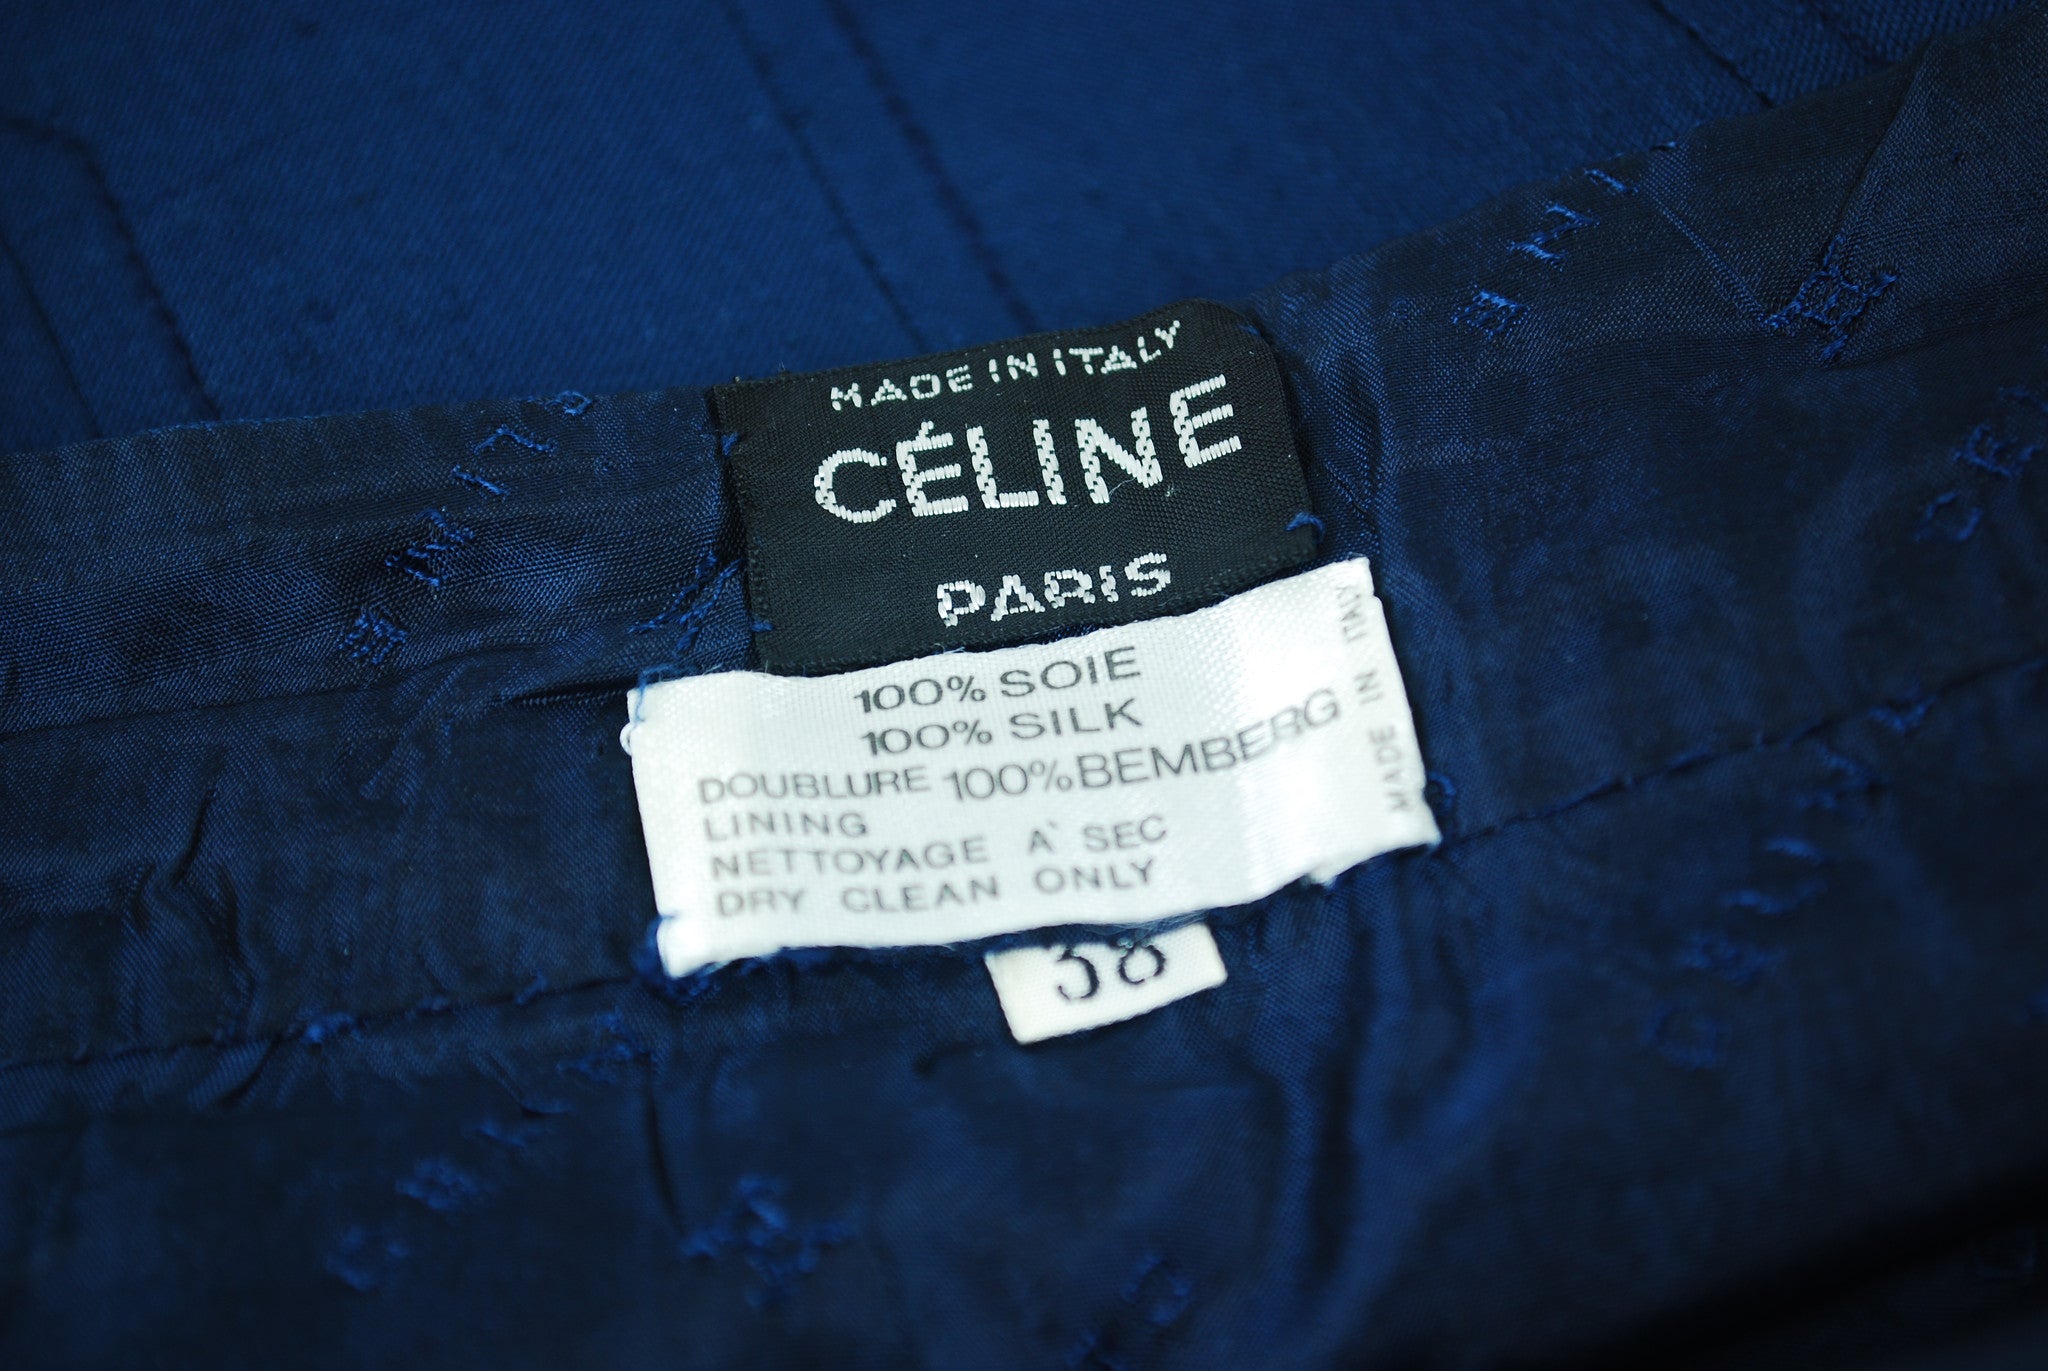 MADE IN ITALY
CÉLINE
PARIS
100% SOIE
100% SILK
DOUBLURE 100% BEMBERG
LINING
NETTOYAGE A` SEC
DRY CLEAN ONLY
MADE IN ITALY
38